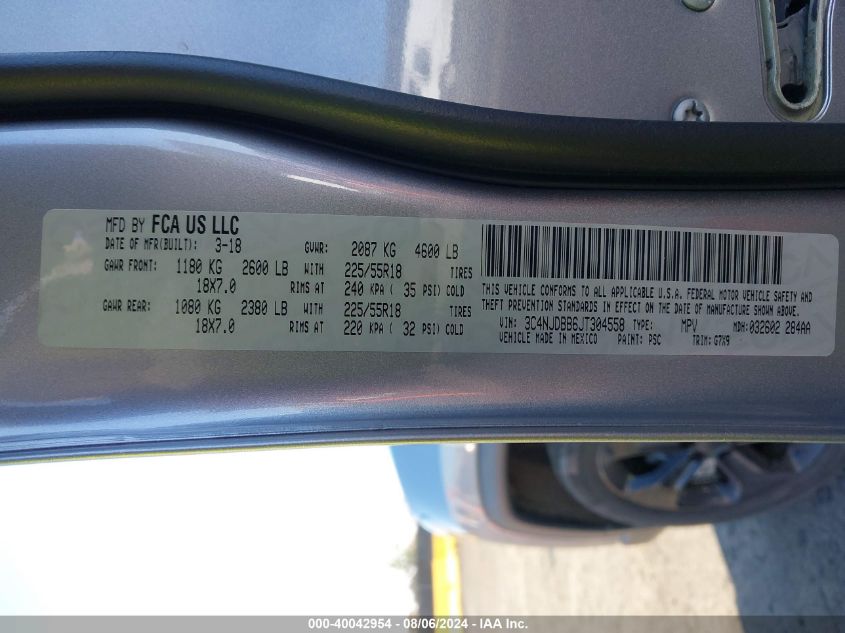 MFD BY FCA US LLC
DATE OF MFR(BUILT): 3-18 GVWR: 2087 KG 4600 LB
GAWR FRONT: 1180 KG 2600 LB WITH 225/55R18 TIRES
18X7.0 RIMS AT 240 KPA ( 35 PSI) COLD
GAWR REAR: 1080 KG 2380 LB WITH 225/55R18 TIRES
18X7.0 RIMS AT 220 KPA ( 32 PSI) COLD
THIS VEHICLE CONFORMS TO ALL APPLICABLE U.S.A. FEDERAL MOTOR VEHICLE SAFETY AND
THEFT PREVENTION STANDARDS IN EFFECT ON THE DATE OF MANUFACTURE SHOWN ABOVE.
VIN: 3C4NJDBB6JT304558 TYPE: MPV MDH: 032602 284AA
VEHICLE MADE IN MEXICO PAINT: PSC TRIM: G7X9
000-40042954 - 08/06/2024 - IAA Inc.